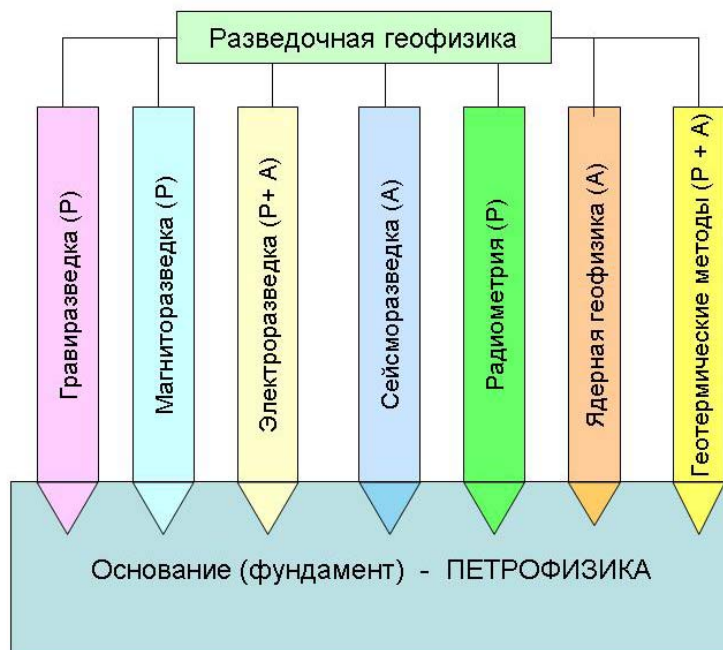 Разведочная геофизика
Гравиразведка (P)
Магниторазведка (P)
Электроразведка (P+ A)
Сейсморазведка (A)
Радиометрия (P)
Ядерная геофизика (A)
Геотермические методы (P + A)
Основание (фундамент) - ПЕТРОФИЗИКА